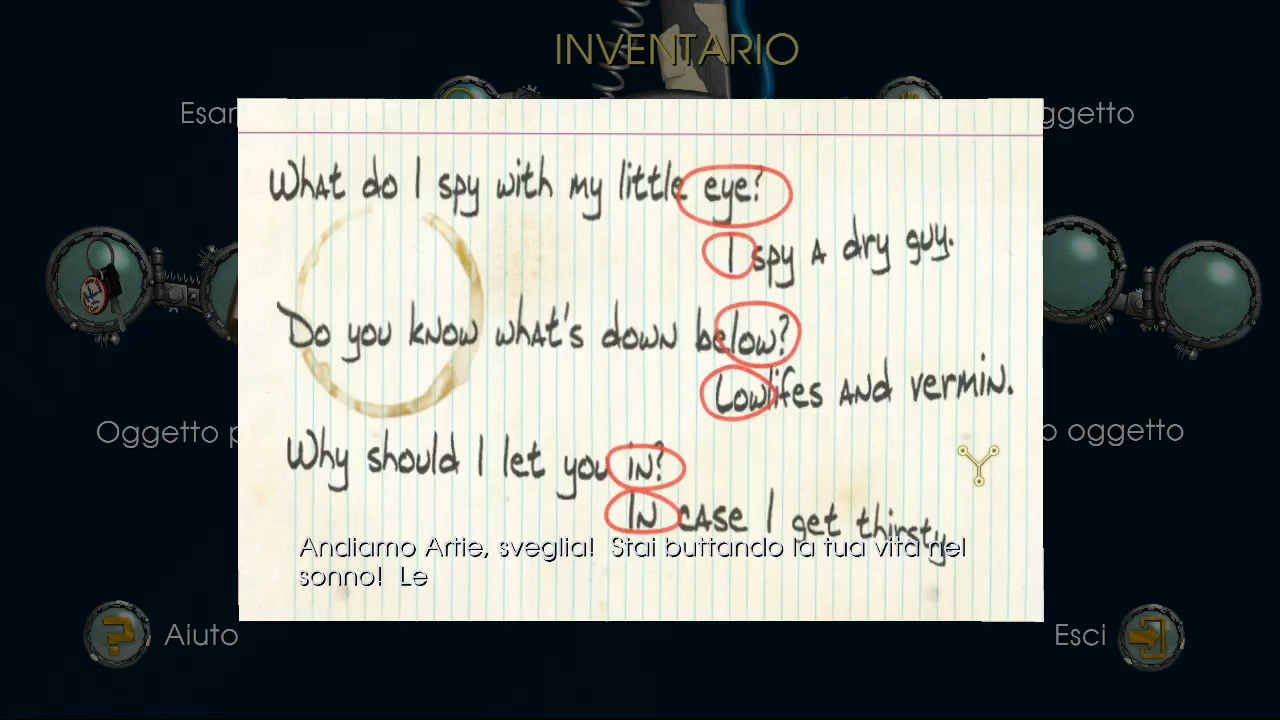 INVENTARIO
Esa
ggetto
What do I spy with my little eye?
I spy a dry guy.
Do you know what's down below?
Lowlifes and vermin.
Oggetto p
o oggetto
Why should I let you in?
In case I get thirsty
Andiamo Artie, sveglia! Stai buttando la tua vita nel
sonno! Le
Aiuto
Esci